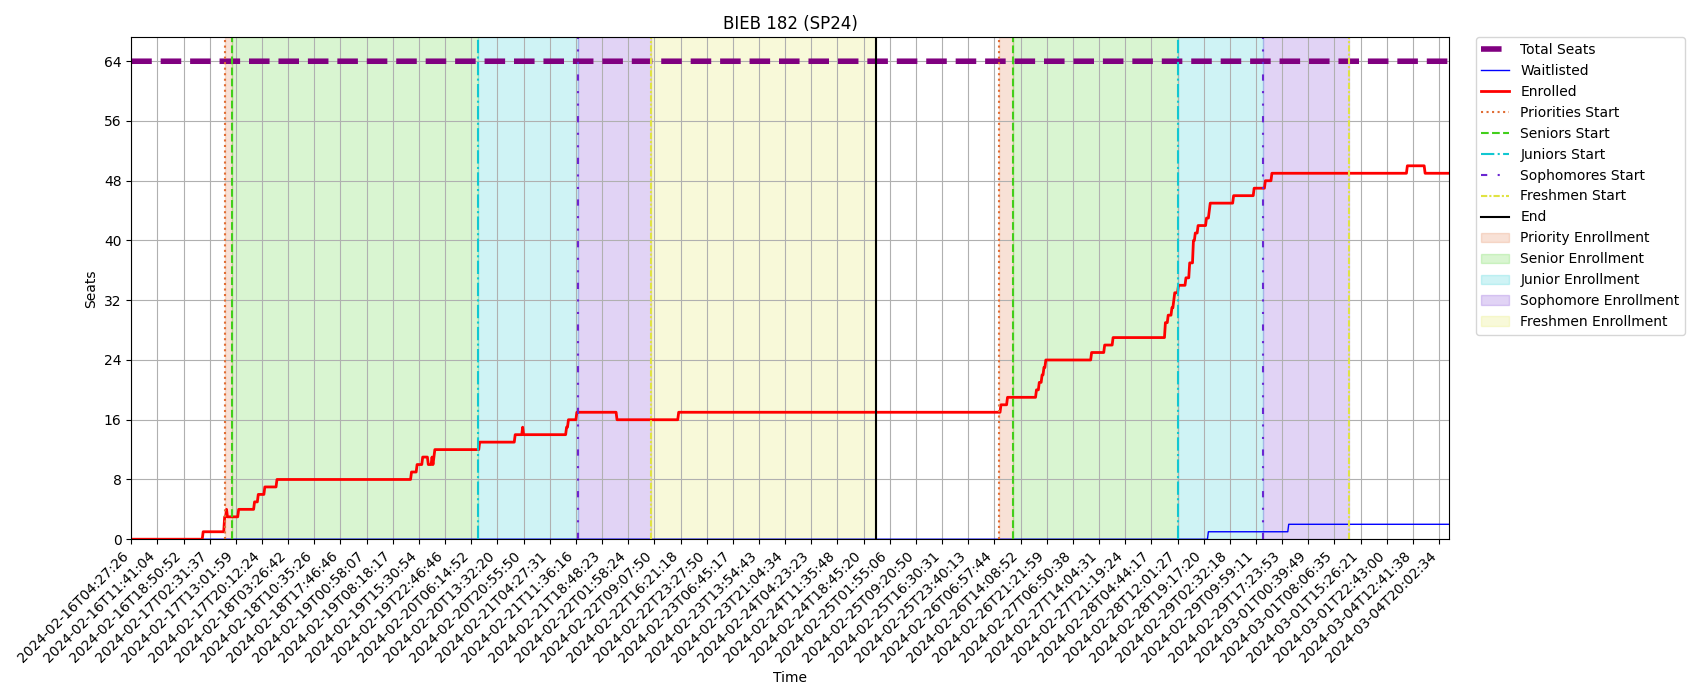 BIEB 182 (SP24)
Seats
64
56
48
40
32
24
16
8
0
2024-02-16T04:27:26
2024-02-16T11:41:04
2024-02-16T18:50:52
2024-02-17T02:31:37
2024-02-17T13:01:59
2024-02-17T20:12:24
2024-02-18T03:26:42
2024-02-18T10:35:26
2024-02-18T17:46:46
2024-02-19T00:58:07
2024-02-19T08:18:17
2024-02-19T15:30:54
2024-02-19T22:46:46
2024-02-20T06:14:52
2024-02-20T13:32:20
2024-02-20T20:55:50
2024-02-21T04:27:31
2024-02-21T11:36:16
2024-02-21T18:48:23
2024-02-22T01:58:24
2024-02-22T09:07:50
2024-02-22T16:21:18
2024-02-22T23:27:50
2024-02-23T06:45:17
2024-02-23T13:54:43
2024-02-23T21:04:34
2024-02-24T04:23:23
2024-02-24T11:35:48
2024-02-24T18:45:20
2024-02-25T01:55:06
2024-02-25T09:20:50
2024-02-25T16:30:31
2024-02-25T23:40:13
2024-02-26T06:57:44
2024-02-26T14:08:52
2024-02-26T21:21:59
2024-02-27T06:50:38
2024-02-27T14:04:31
2024-02-27T21:19:24
2024-02-28T04:44:17
2024-02-28T12:01:27
2024-02-28T19:17:20
2024-02-29T02:32:18
2024-02-29T09:59:11
2024-02-29T17:23:53
2024-03-01T00:39:49
2024-03-01T08:06:35
2024-03-01T15:26:21
2024-03-01T22:43:00
2024-03-04T12:41:38
2024-03-04T20:02:34
Time
Total Seats
Waitlisted
Enrolled
Priorities Start
Seniors Start
Juniors Start
Sophomores Start
Freshmen Start
End
Priority Enrollment
Senior Enrollment
Junior Enrollment
Sophomore Enrollment
Freshmen Enrollment